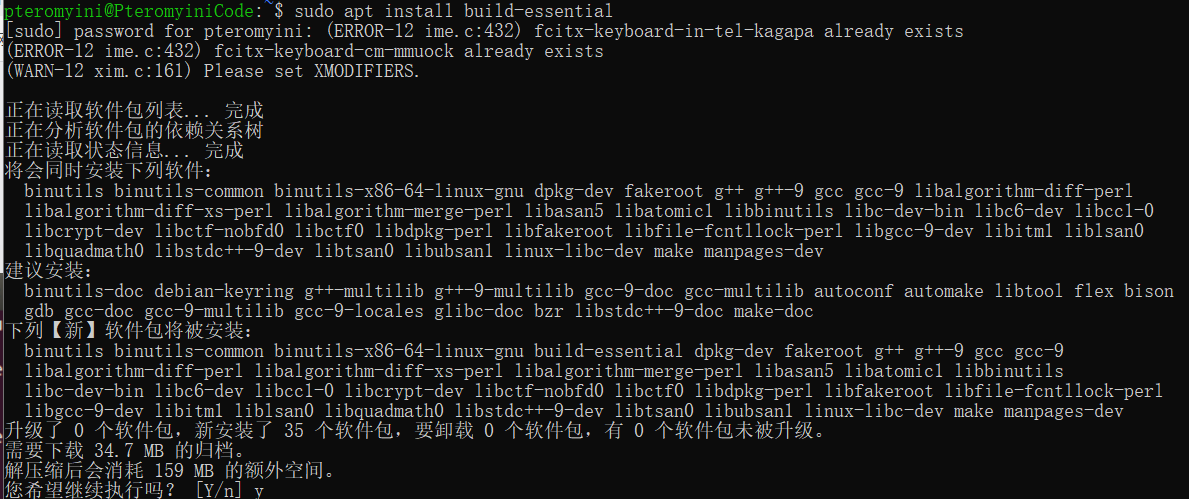 pteromyini@PteromyiniCode:~$ sudo apt install build-essential
[sudo] password for pteromyini: (ERROR-12 ime.c:432) fcitx-keyboard-in-tel-kagapa already exists
(ERROR-12 ime.c:432) fcitx-keyboard-cm-mmuock already exists
(WARN-12 xim.c:161) Please set XMODIFIERS.
正在读取软件包列表... 完成
正在分析软件包的依赖关系树
正在读取状态信息... 完成
将会同时安装下列软件：
binutils binutils-common binutils-x86-64-linux-gnu dpkg-dev fakeroot g++ g++-9 gcc gcc-9 libalgorithm-diff-perl
libalgorithm-diff-xs-perl libalgorithm-merge-perl libasan5 libatomic1 libbinutils libc-dev-bin libc6-dev libcc1-0
libcrypt-dev libctf-nobfd0 libctf0 libdpkg-perl libfakeroot libfile-fcntllock-perl libgcc-9-dev libitm1 liblsan0
libquadmath0 libstdc++-9-dev libtsan0 libubsan1 linux-libc-dev make manpages-dev
建议安装：
binutils-doc debian-keyring g++-multilib g++-9-multilib gcc-9-doc gcc-multilib autoconf automake libtool flex bison
gdb gcc-doc gcc-9-multilib gcc-9-locales glibc-doc bzr libstdc++-9-doc make-doc
下列【新】软件包将被安装：
binutils binutils-common binutils-x86-64-linux-gnu build-essential dpkg-dev fakeroot g++ g++-9 gcc gcc-9
libalgorithm-diff-perl libalgorithm-diff-xs-perl libalgorithm-merge-perl libasan5 libatomic1 libbinutils
libc-dev-bin libc6-dev libcc1-0 libcrypt-dev libctf-nobfd0 libctf0 libdpkg-perl libfakeroot libfile-fcntllock-perl
libgcc-9-dev libitm1 liblsan0 libquadmath0 libstdc++-9-dev libtsan0 libubsan1 linux-libc-dev make manpages-dev
升级了 0 个软件包，新安装了 35 个软件包，要卸载 0 个软件包，有 0 个软件包未被升级。
需要下载 34.7 MB 的归档。
解压缩后会消耗 159 MB 的额外空间。
您希望继续执行吗？ [Y/n] y